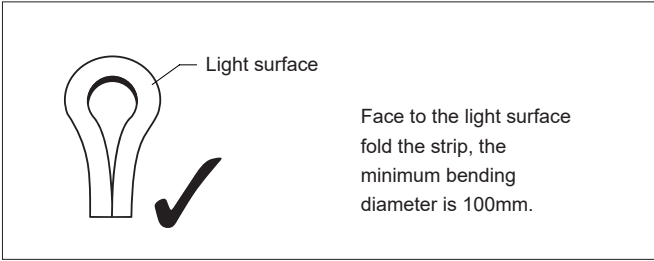 Light surface
Face to the light surface
fold the strip, the
minimum bending
diameter is 100mm.